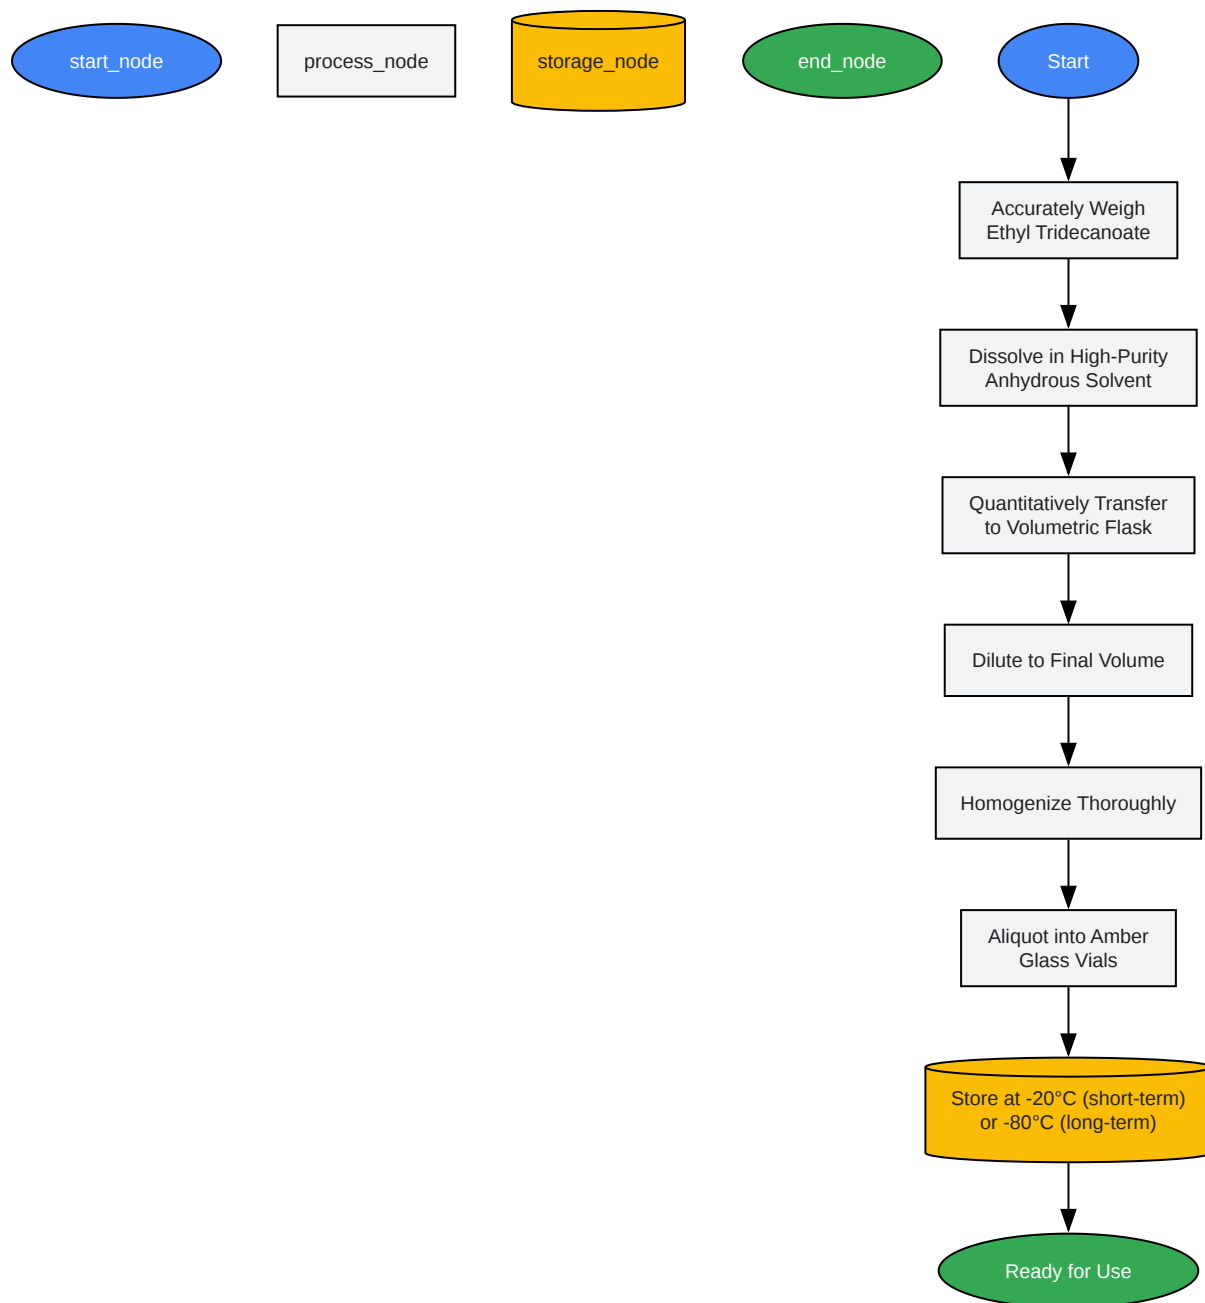 start_node
process_node
storage_node
end_node
Start
Accurately Weigh
Ethyl Tridecanoate
Dissolve in High-Purity
Anhydrous Solvent
Quantitatively Transfer
to Volumetric Flask
Dilute to Final Volume
Homogenize Thoroughly
Aliquot into Amber
Glass Vials
Store at -20°C (short-term)
or -80°C (long-term)
Ready for Use